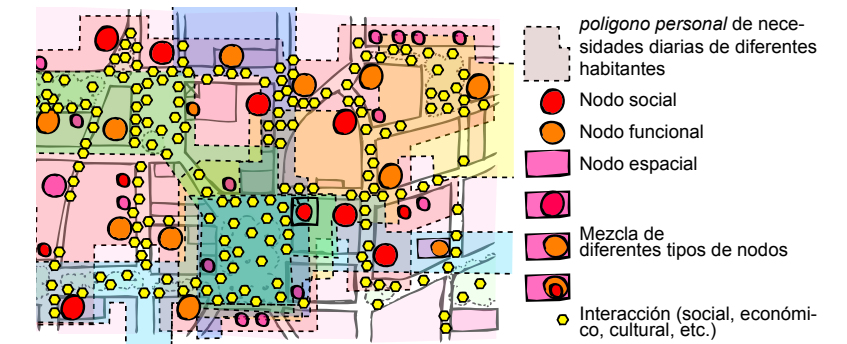 poligono personal de nece-
sidades diarias de diferentes
habitantes
Nodo social
Nodo funcional
Nodo espacial
Mezcla de
diferentes tipos de nodos
Interacción (social, económi-
co, cultural, etc.)